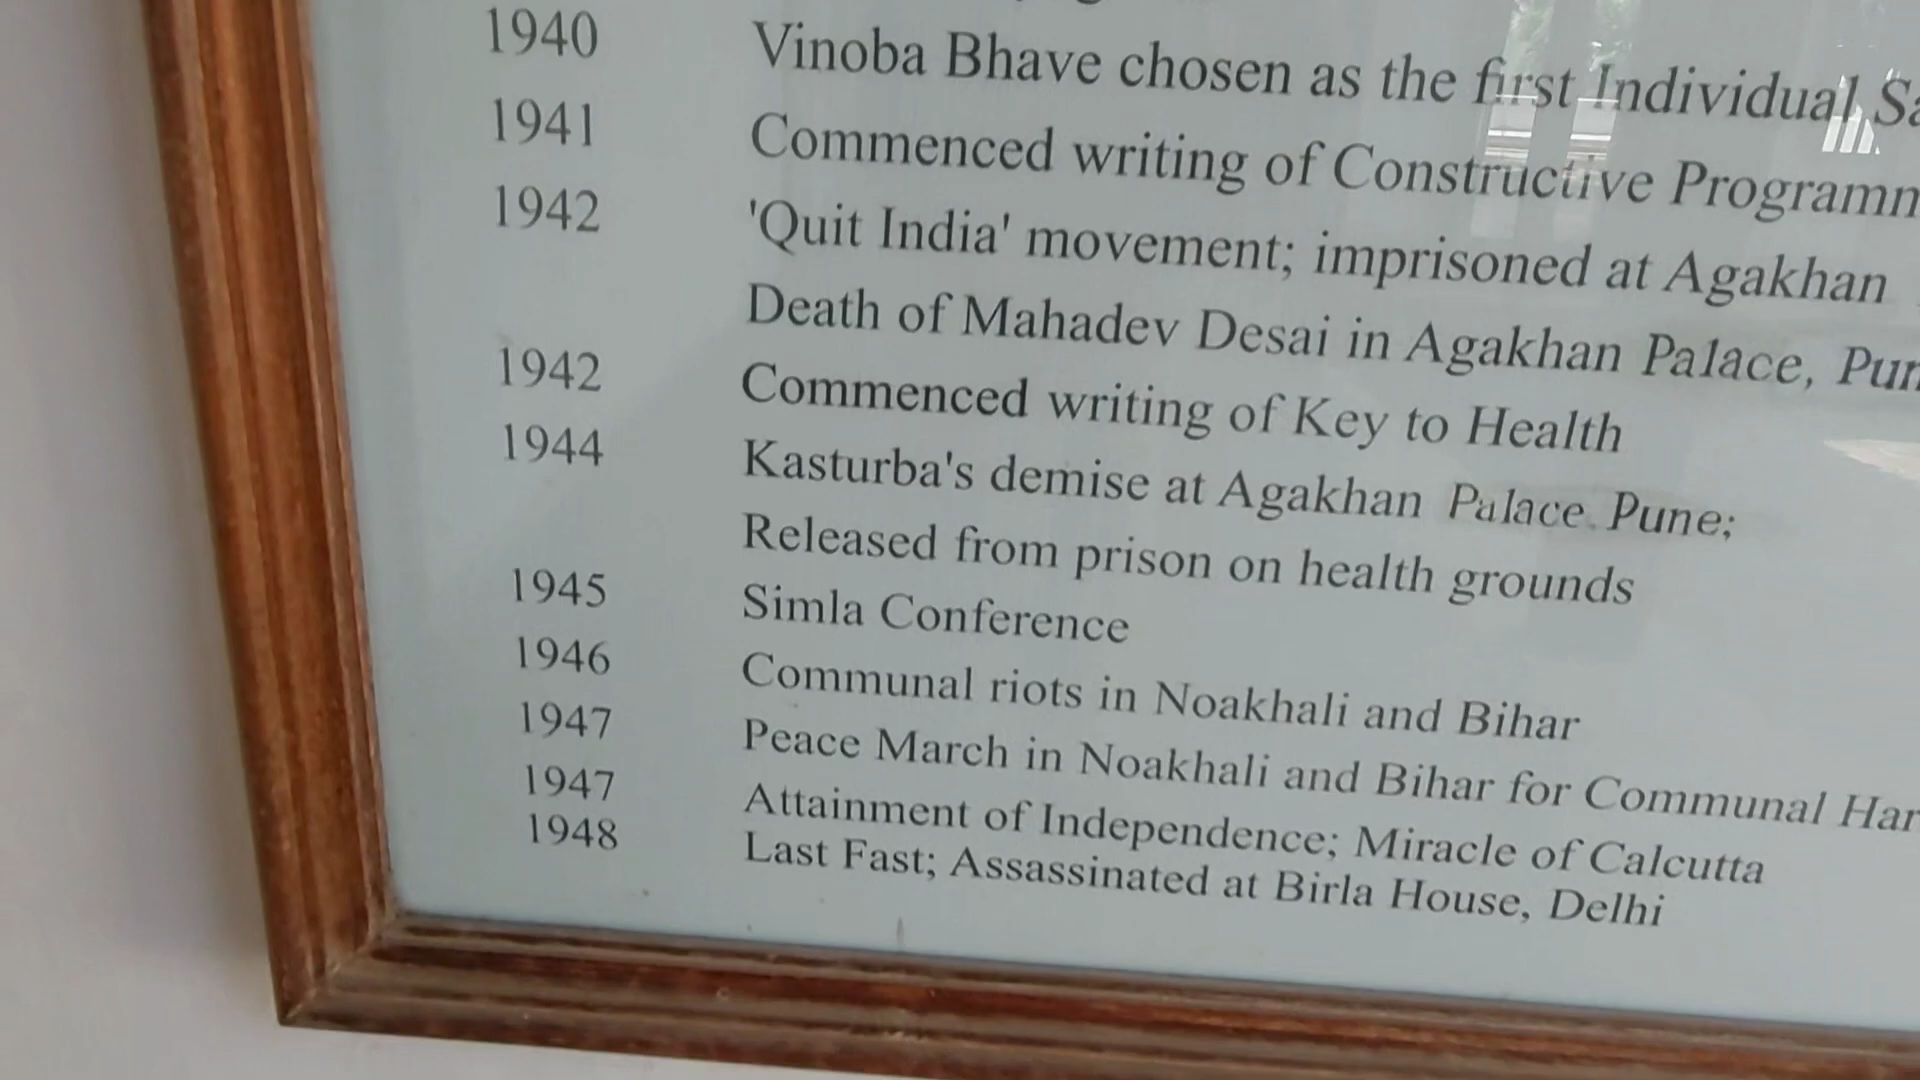 1940 Vinoba Bhave chosen as the first Individual
1941 Commenced writing of Constructive
1942 'Quit India' movement; imprisoned at Agakhan
Death of Mahadev Desai in Agakhan Palace,
1942 Commenced writing of Key to Health
1944 Kasturba's demise at Agakhan Palace Pune;
Released from prison on health grounds
1945 Simla Conference
1946 Communal riots in Noakhali and Bihar
1947 Peace March in Noakhali and Bihar for Communal
1947 Attainment of Independence; Miracle of Calcutta
1948 Last Fast; Assassinated at Birla House, Delhi